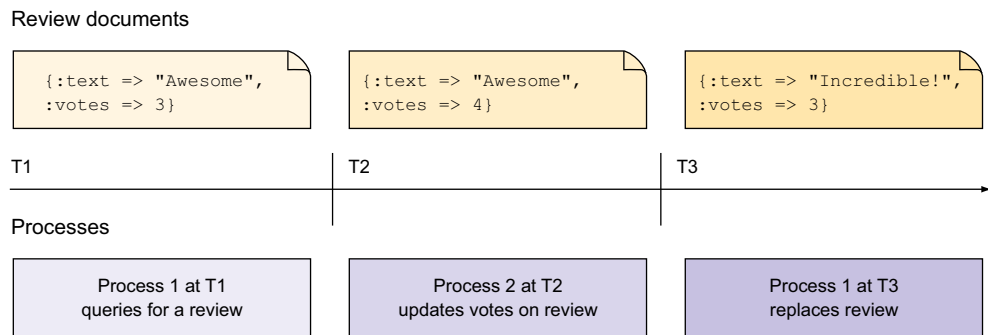 Review documents
{:text => "Awesome",
:votes => 3}
{:text => "Awesome",
:votes => 4}
{:text => "Incredible!",
:votes => 3}
T1
T2
T3
Processes
Process 1 at T1
queries for a review
Process 2 at T2
updates votes on review
Process 1 at T3
replaces review